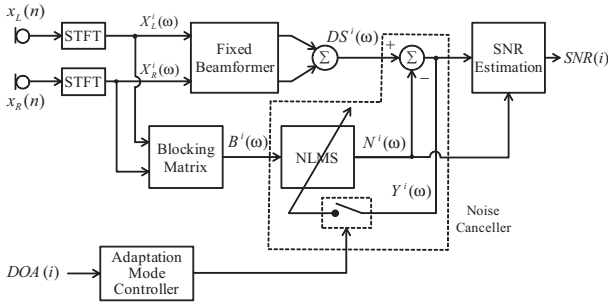 x_L(n)
STFT
X_L^i(ω)
Fixed
Beamformer
Σ
DS^i(ω)
+
Σ
−
SNR
Estimation
SNR(i)
x_R(n)
STFT
X_R^i(ω)
Blocking
Matrix
B^i(ω)
NLMS
N^i(ω)
Y^i(ω)
Noise
Canceller
DOA(i)
Adaptation
Mode
Controller